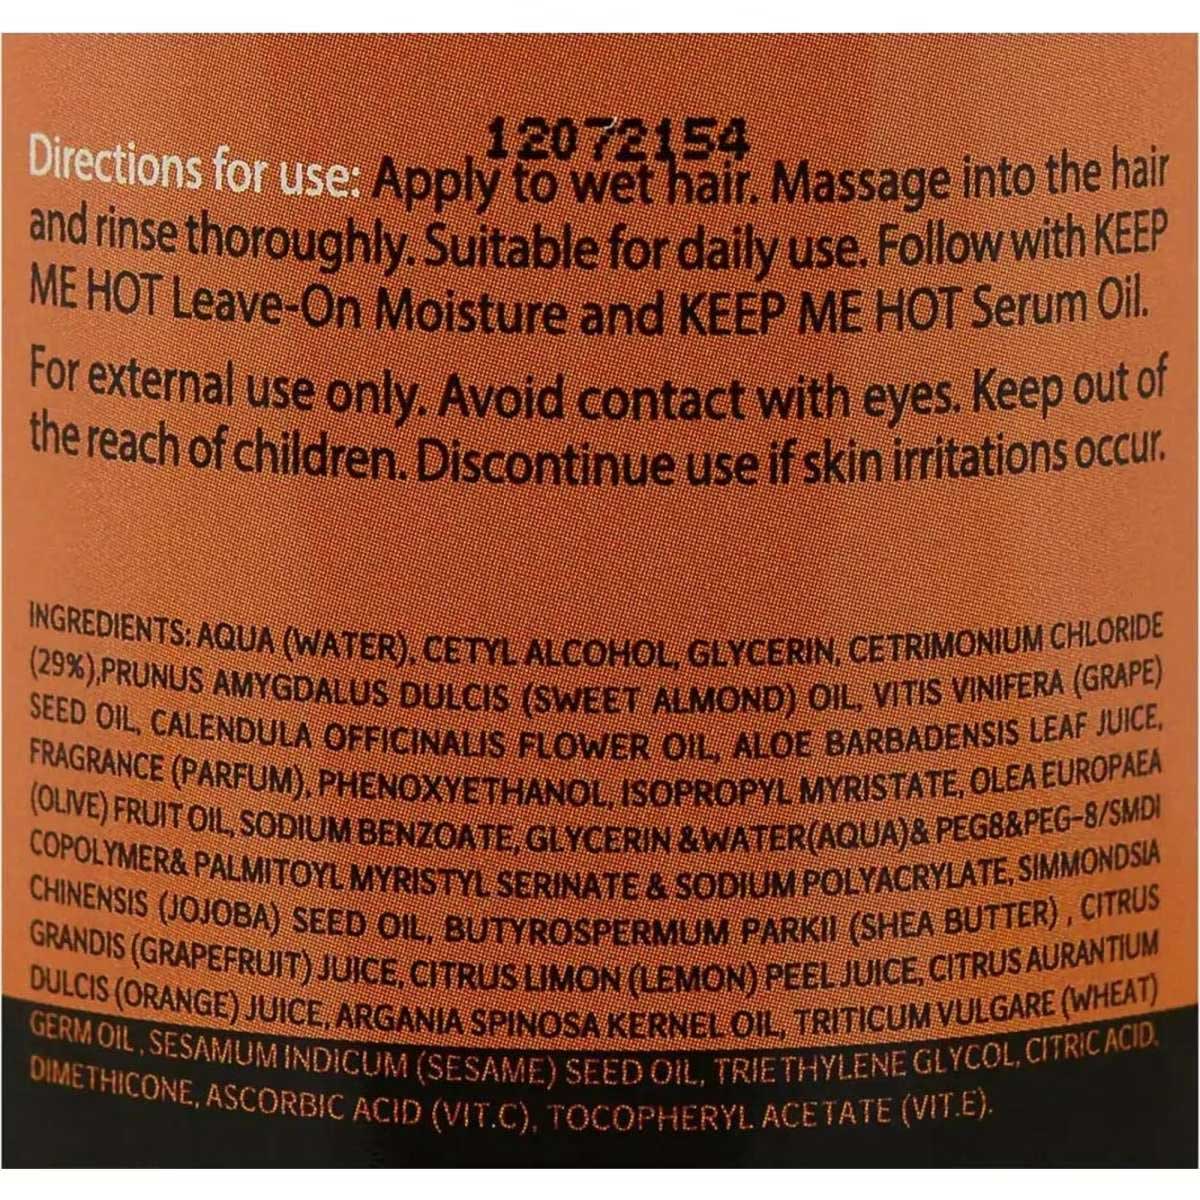 12072154
Directions for use: Apply to wet hair. Massage into the hair
and rinse thoroughly. Suitable for daily use. Follow with KEEP
ME HOT Leave-On Moisture and KEEP ME HOT Serum Oil.
For external use only. Avoid contact with eyes. Keep out of
the reach of children. Discontinue use if skin irritations occur.
INGREDIENTS: AQUA (WATER), CETYL ALCOHOL, GLYCERIN, CETRIMONIUM CHLORIDE
(29%),PRUNUS AMYGDALUS DULCIS (SWEET ALMOND) OIL, VITIS VINIFERA (GRAPE)
SEED OIL, CALENDULA OFFICINALIS FLOWER OIL, ALOE BARBADENSIS LEAF JUICE,
FRAGRANCE (PARFUM), PHENOXYETHANOL, ISOPROPYL MYRISTATE, OLEA EUROPAEA
(OLIVE) FRUIT OIL, SODIUM BENZOATE, GLYCERIN &WATER(AQUA)& PEG8&PEG-8/SMDI
COPOLYMER& PALMITOYL MYRISTYL SERINATE & SODIUM POLYACRYLATE, SIMMONDSIA
CHINENSIS (JOJOBA) SEED OIL, BUTYROSPERMUM PARKII (SHEA BUTTER) , CITRUS
GRANDIS (GRAPEFRUIT) JUICE, CITRUS LIMON (LEMON) PEEL JUICE, CITRUS AURANTIUM
DULCIS (ORANGE) JUICE, ARGANIA SPINOSA KERNEL OIL, TRITICUM VULGARE (WHEAT)
GERM OIL , SESAMUM INDICUM (SESAME) SEED OIL, TRIETHYLENE GLYCOL, CITRIC ACID,
DIMETHICONE, ASCORBIC ACID (VIT.C), TOCOPHERYL ACETATE (VIT.E).